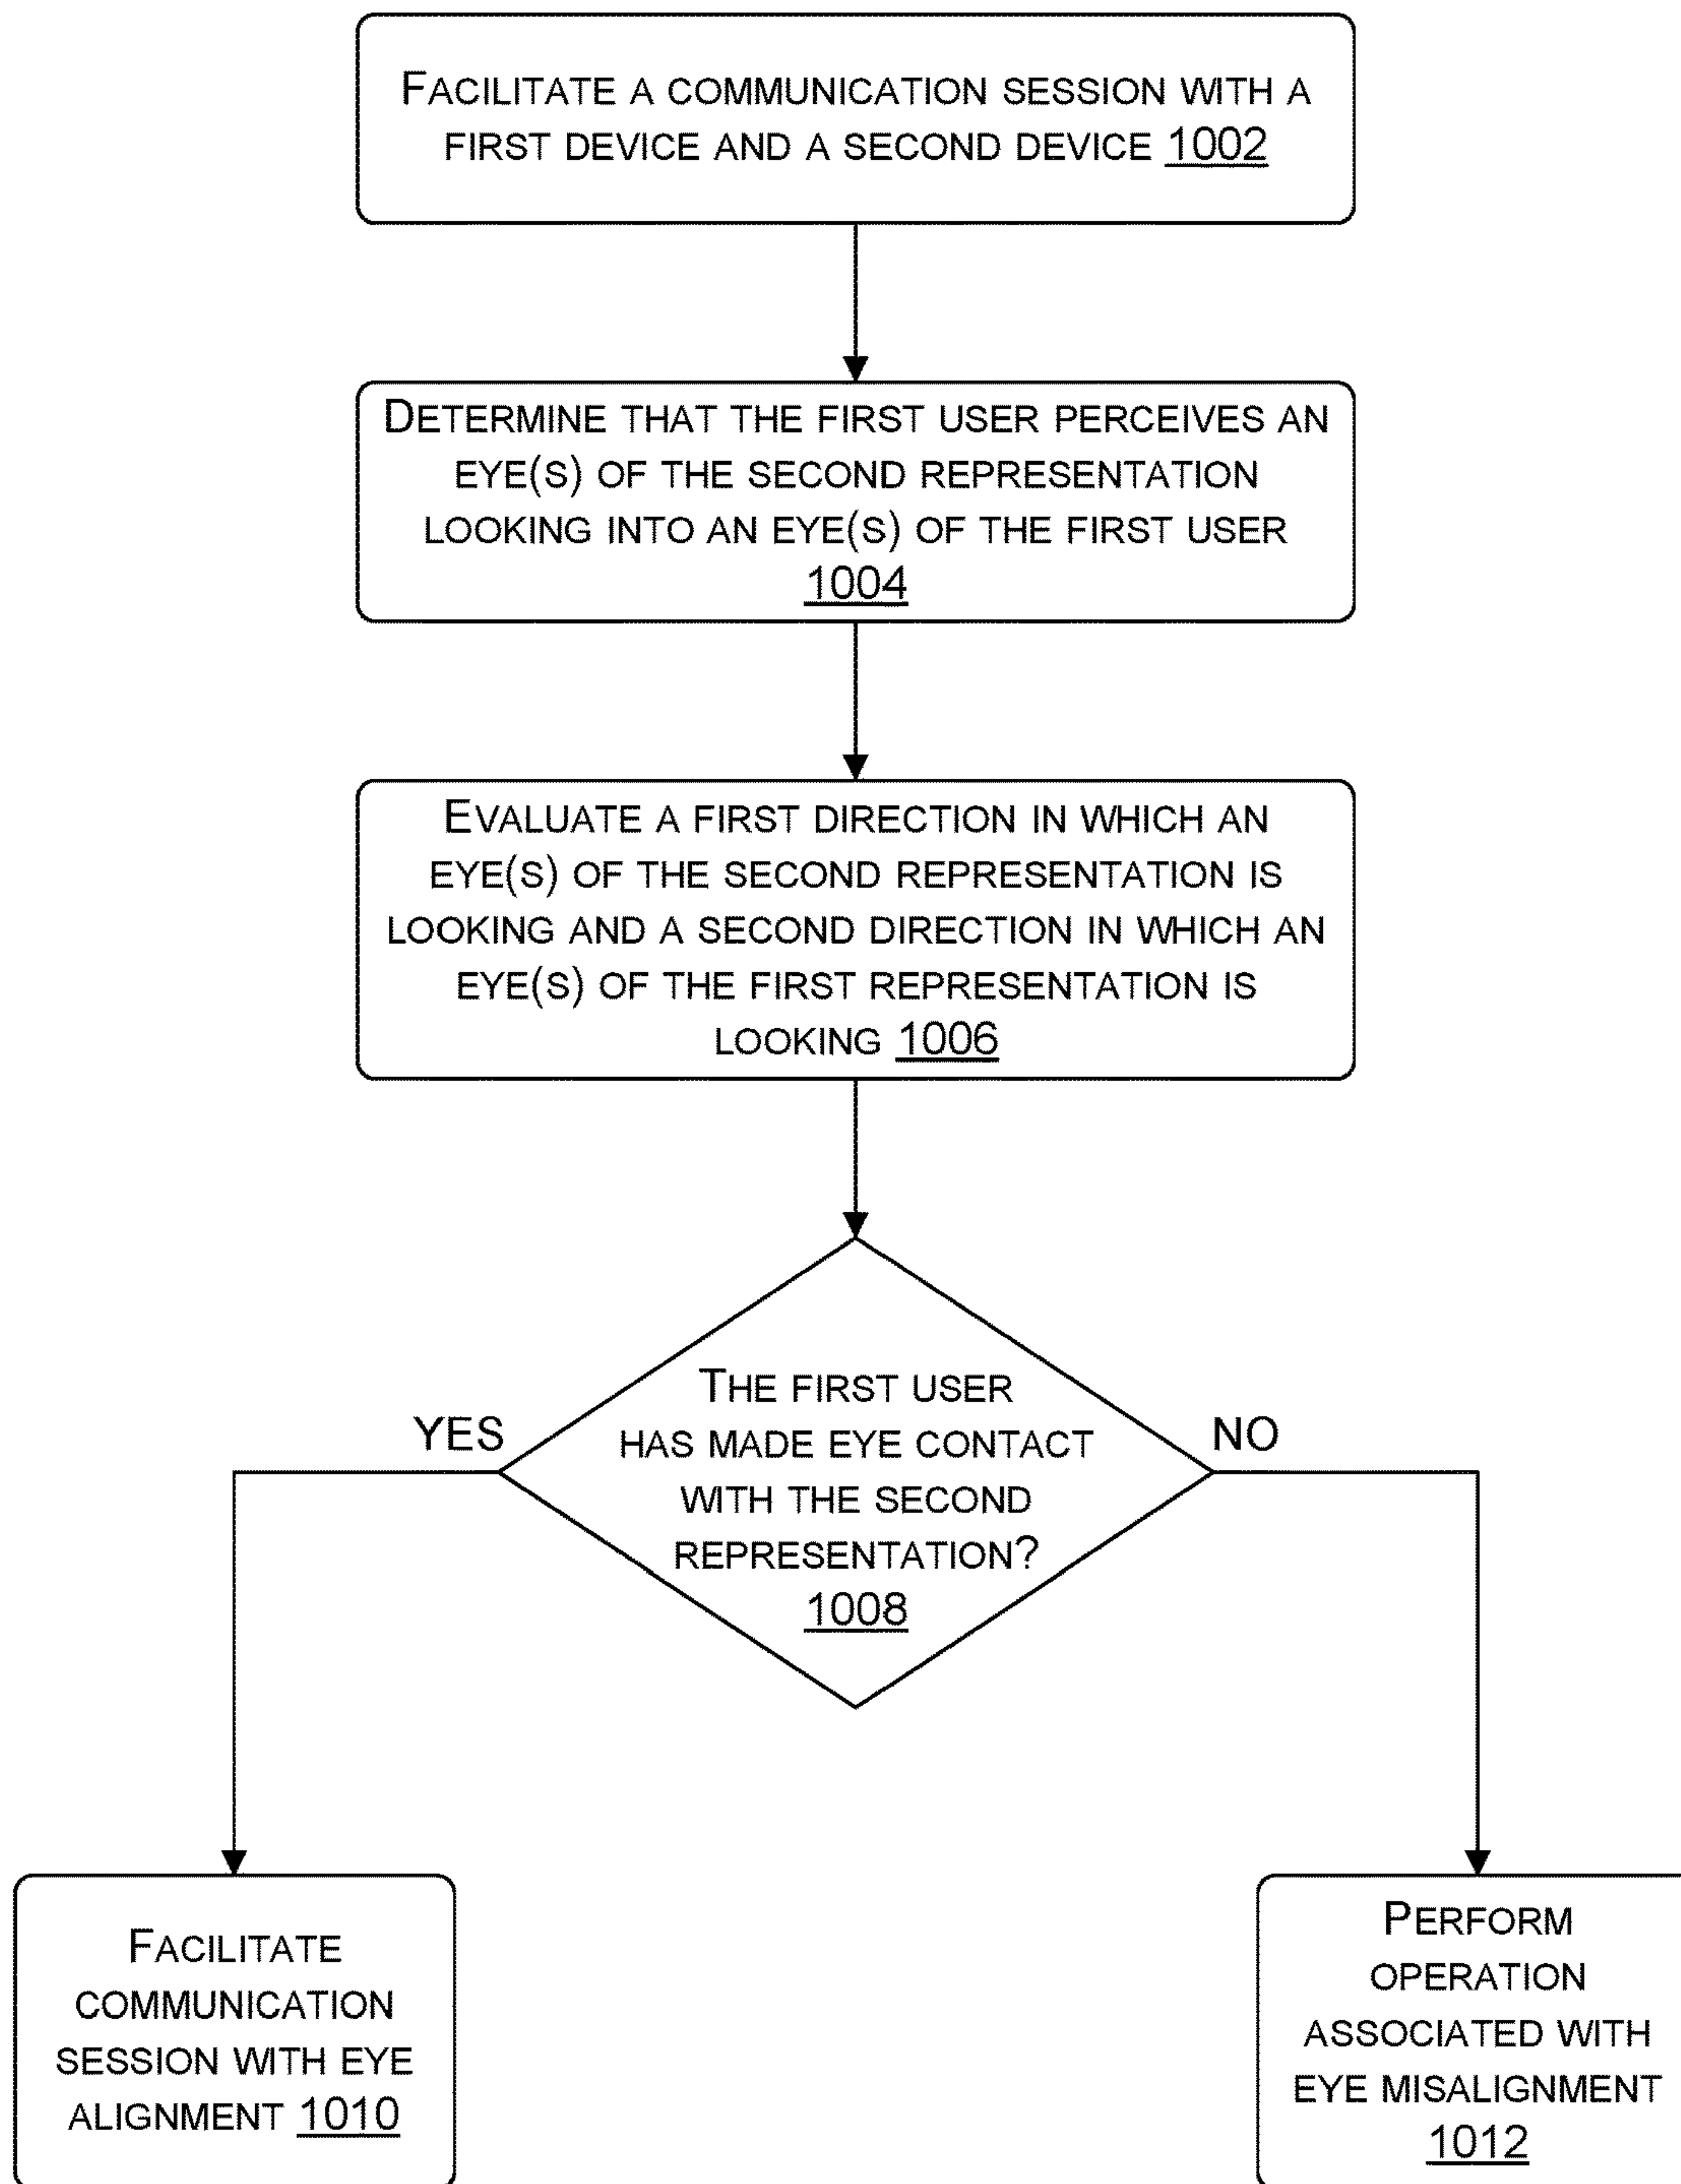 FACILITATE A COMMUNICATION SESSION WITH A
FIRST DEVICE AND A SECOND DEVICE 1002
DETERMINE THAT THE FIRST USER PERCEIVES AN
EYE(S) OF THE SECOND REPRESENTATION
LOOKING INTO AN EYE(S) OF THE FIRST USER
1004
EVALUATE A FIRST DIRECTION IN WHICH AN
EYE(S) OF THE SECOND REPRESENTATION IS
LOOKING AND A SECOND DIRECTION IN WHICH AN
EYE(S) OF THE FIRST REPRESENTATION IS
LOOKING 1006
THE FIRST USER
HAS MADE EYE CONTACT
WITH THE SECOND
REPRESENTATION?
1008
YES
NO
FACILITATE
COMMUNICATION
SESSION WITH EYE
ALIGNMENT 1010
PERFORM
OPERATION
ASSOCIATED WITH
EYE MISALIGNMENT
1012